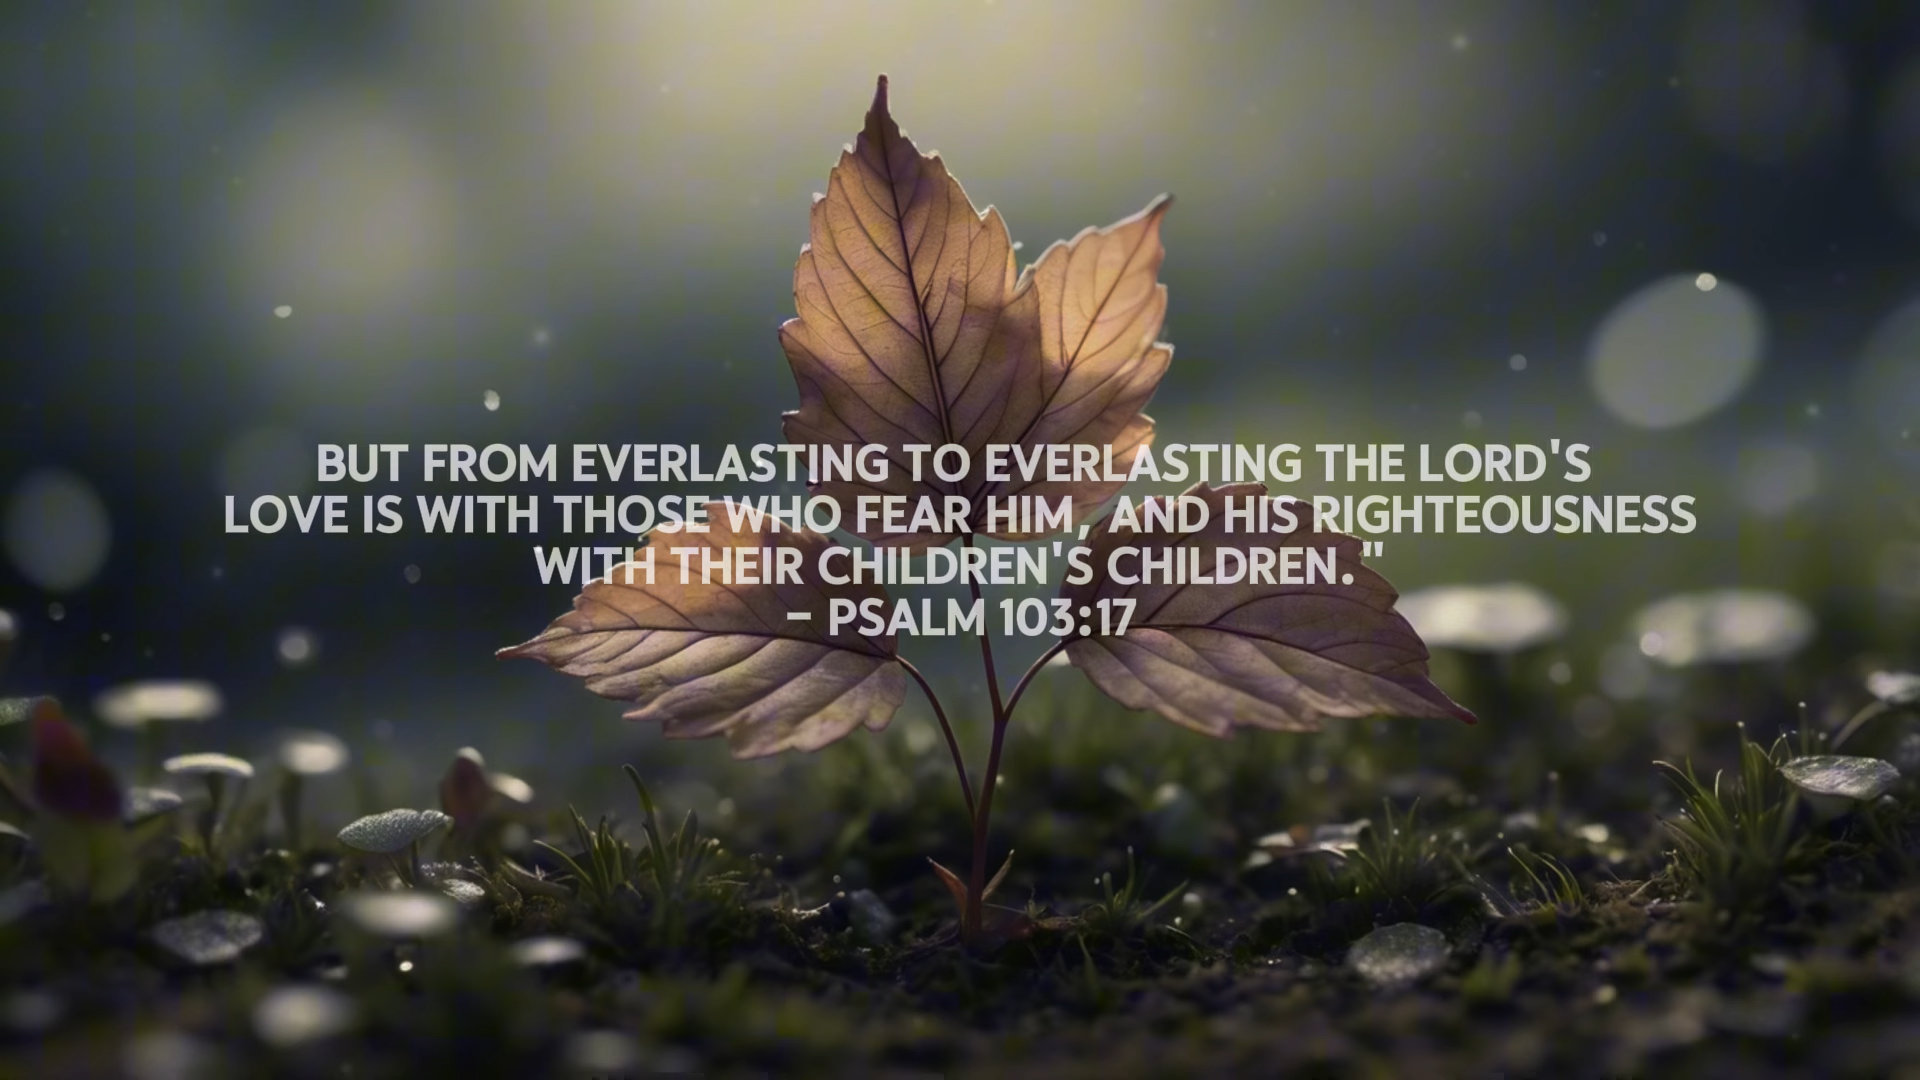 BUT FROM EVERLASTING TO EVERLASTING THE LORD'S
LOVE IS WITH THOSE WHO FEAR HIM, AND HIS RIGHTEOUSNESS
WITH THEIR CHILDREN'S CHILDREN."
– PSALM 103:17